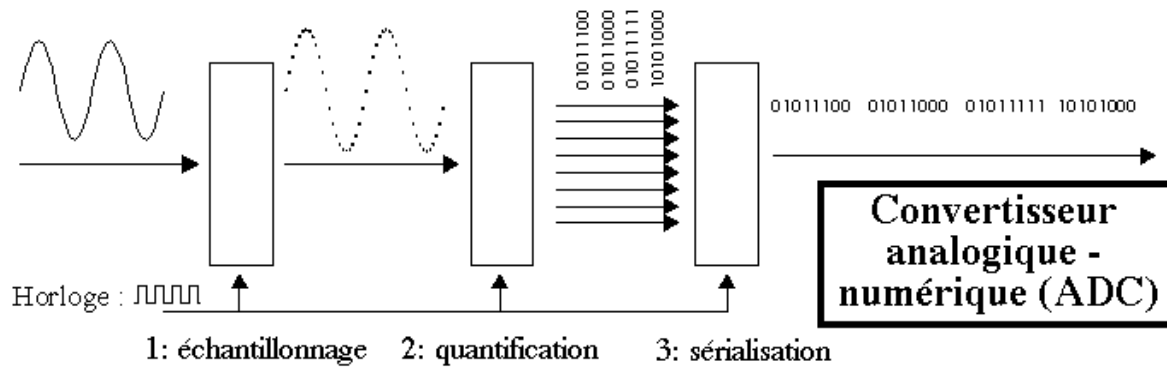 01011100
01011000
01011111
10101000
01011100 01011000 01011111 10101000
Convertisseur
analogique -
numérique (ADC)
Horloge :
1: échantillonnage 2: quantification 3: sérialisation